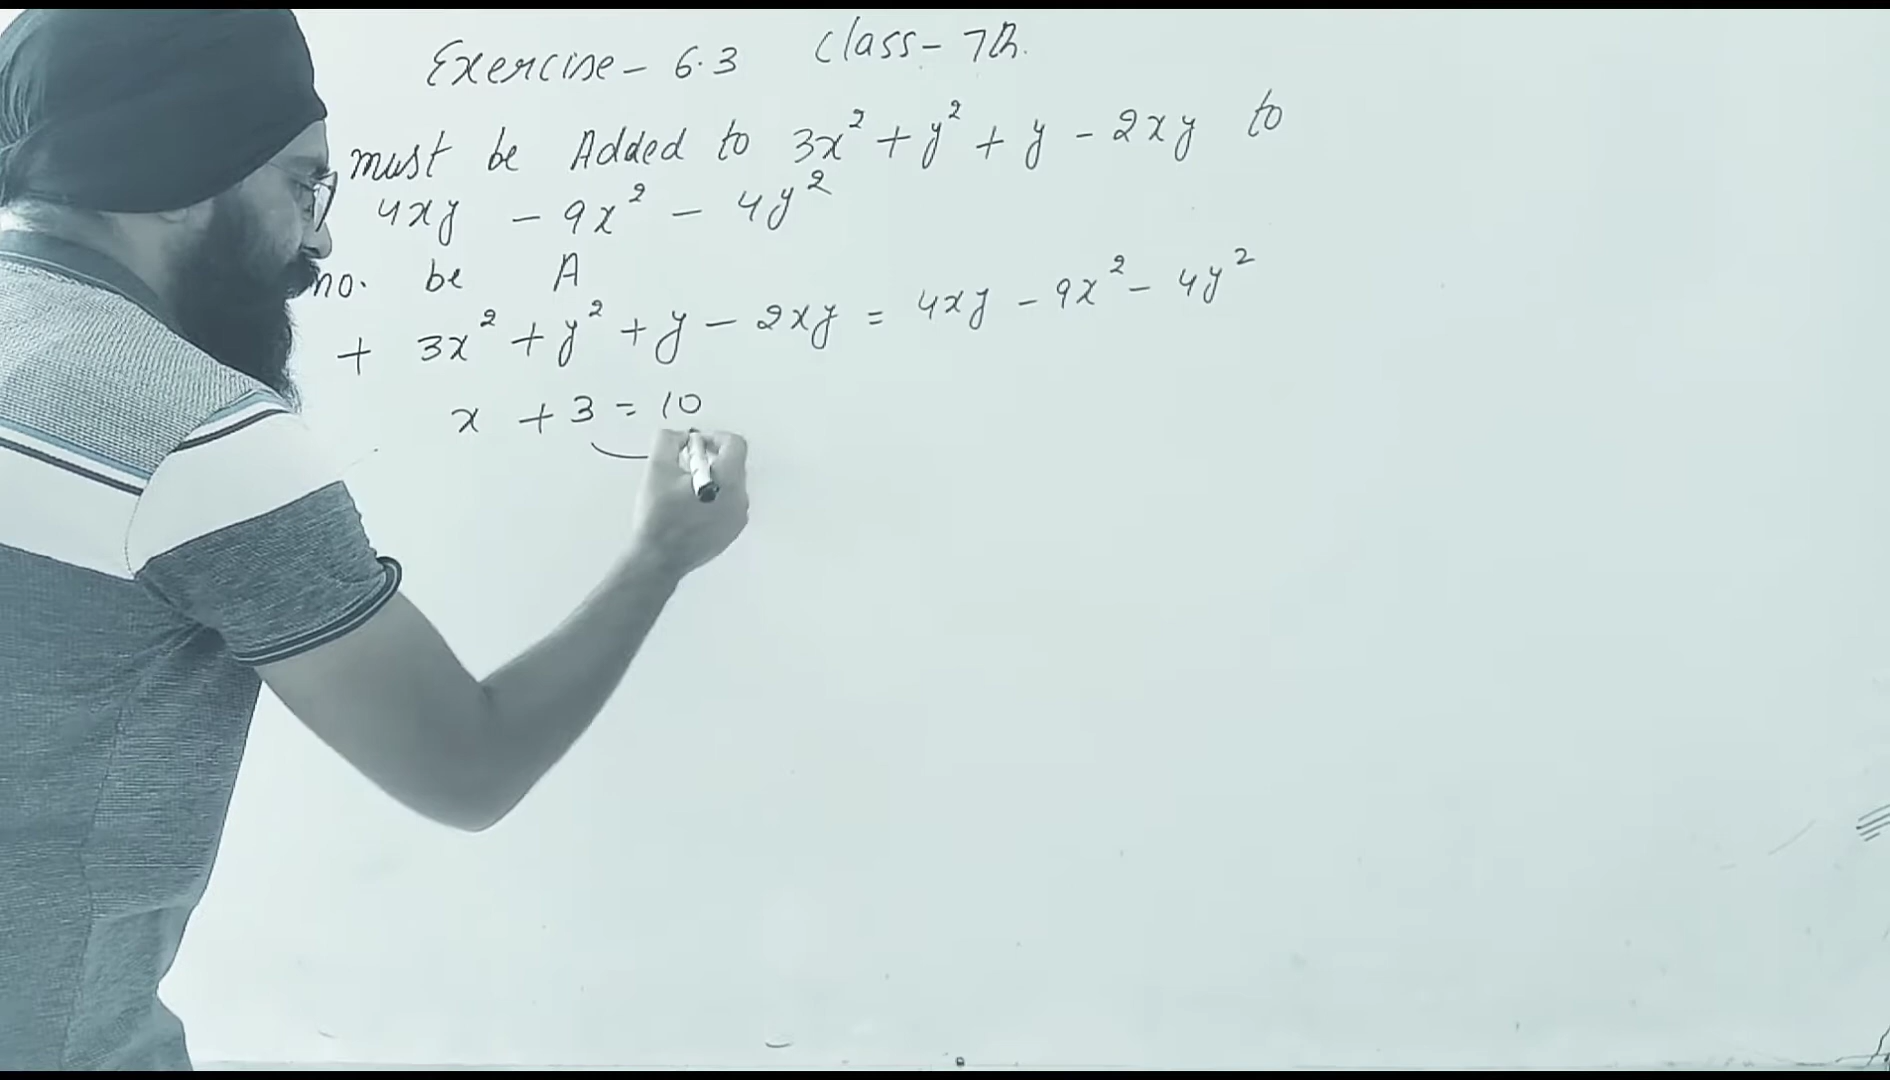 Exercise - 6.3 Class - 7th.
must be Added to 3x² + y² + y - 2xy to
4xy - 9x² - 4y²
no. be A
+ 3x² + y² + y - 2xy = 4xy - 9x² - 4y²
x + 3 = 10